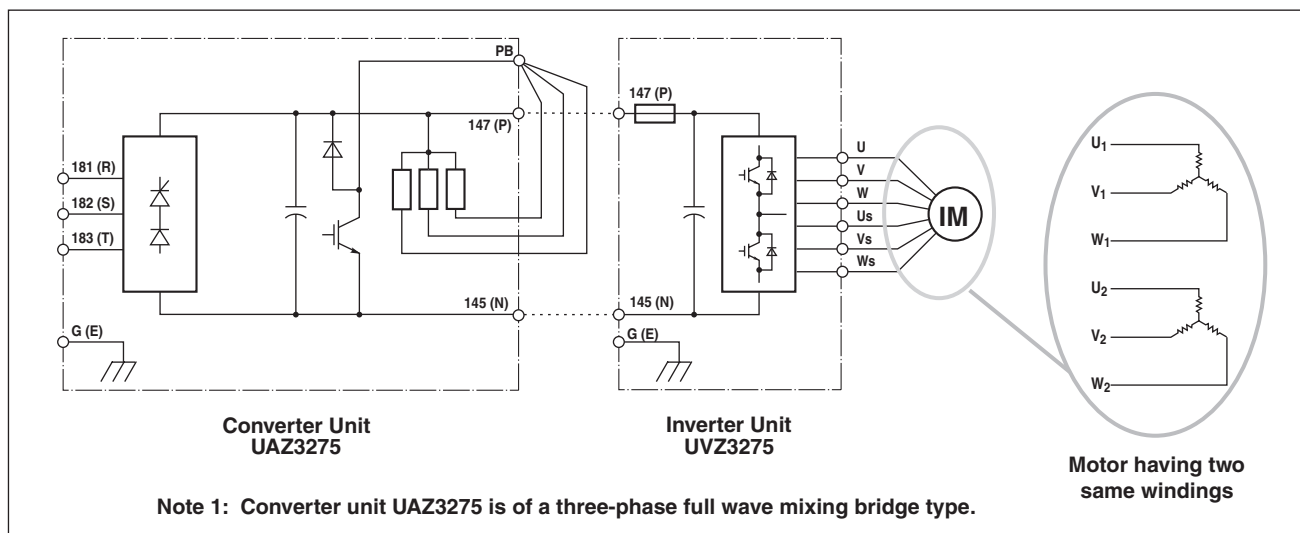 PB
147 (P)
181 (R)
182 (S)
183 (T)
145 (N)
G (E)
Converter Unit
UAZ3275
147 (P)
U
V
W
Us
Vs
Ws
145 (N)
G (E)
Inverter Unit
UVZ3275
IM
U1
V1
W1
U2
V2
W2
Motor having two
same windings
Note 1: Converter unit UAZ3275 is of a three-phase full wave mixing bridge type.